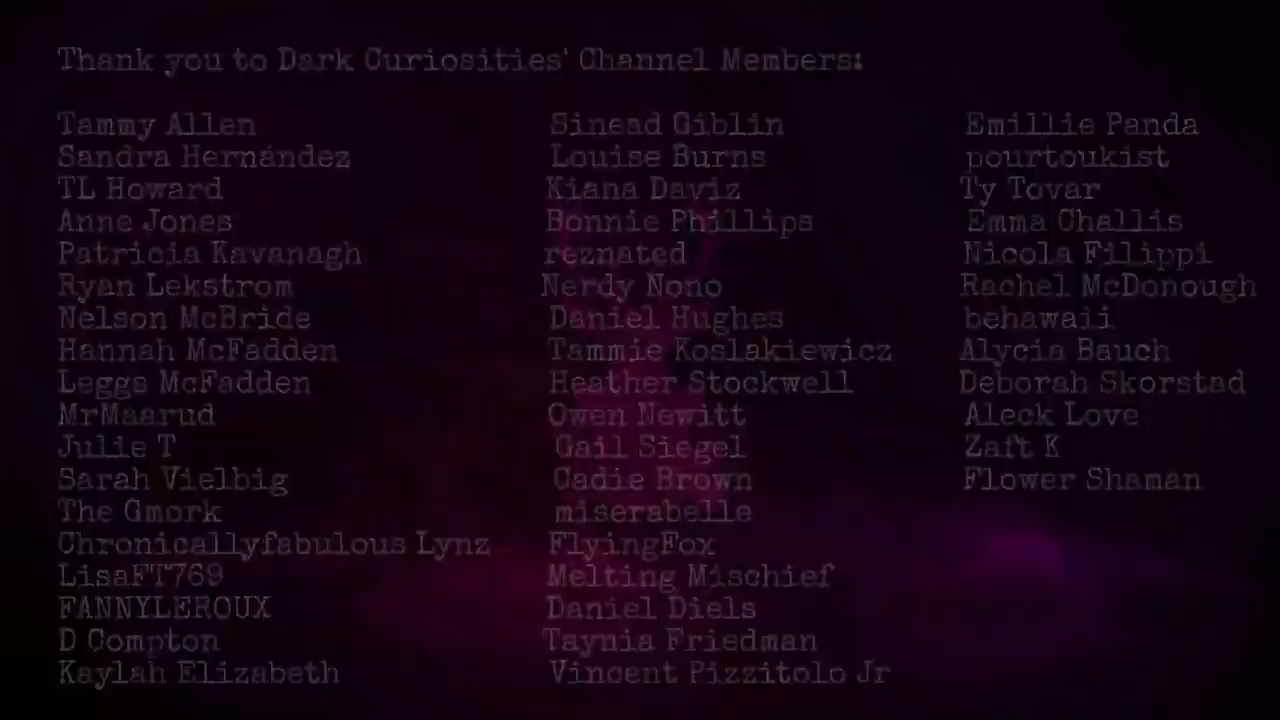 Thank you to Dark Curiosities' Channel Members:
Tammy Allen
Sandra Hernández
TL Howard
Anne Jones
Patricia Kavanagh
Ryan Lekstrom
Nelson McBride
Hannah McFadden
Leggs McFadden
MrMaarud
Julie T
Sarah Vielbig
The Gmork
Chronicallyfabulous Lynz
LisaFT769
FANNYLEROUX
D Compton
Kaylah Elizabeth
Sinead Giblin
Louise Burns
Kiana Daviz
Bonnie Phillips
reznated
Nerdy Nono
Daniel Hughes
Tammie Koslakiewicz
Heather Stockwell
Owen Newitt
Gail Siegel
Cadie Brown
miserabelle
FlyingFox
Melting Mischief
Daniel Diels
Taynia Friedman
Vincent Pizzitolo Jr
Emillie Panda
pourtoukist
Ty Tovar
Emma Challis
Nicola Filippi
Rachel McDonough
behawaii
Alycia Bauch
Deborah Skorstad
Aleck Love
Zaft K
Flower Shaman